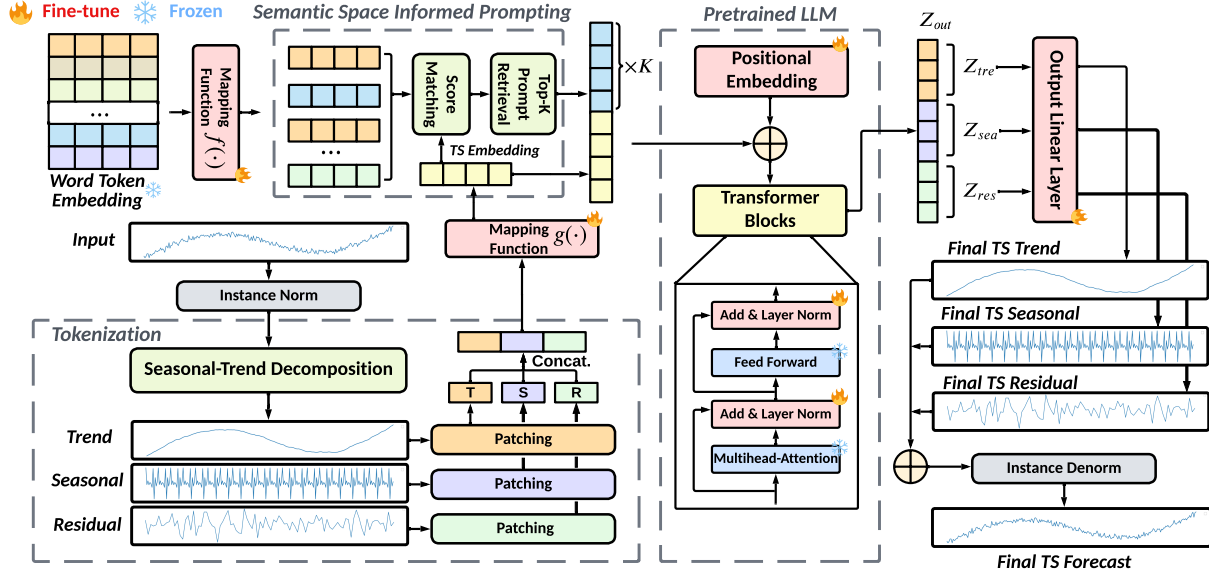 Fine-tune Frozen
Semantic Space Informed Prompting
Pretrained LLM
Mapping
Function f(·)
...
Word Token
Embedding
...
Score
Matching
Top-K
Prompt
Retrieval
TS Embedding
×K
Mapping
Function g(·)
Input
Instance Norm
Tokenization
Seasonal-Trend Decomposition
Concat.
T S R
Trend
Patching
Seasonal
Patching
Residual
Patching
Positional
Embedding
Transformer
Blocks
Add & Layer Norm
Feed Forward
Add & Layer Norm
Multihead-Attention
Z_out
Z_tre
Z_sea
Z_res
Output Linear Layer
Final TS Trend
Final TS Seasonal
Final TS Residual
Instance Denorm
Final TS Forecast